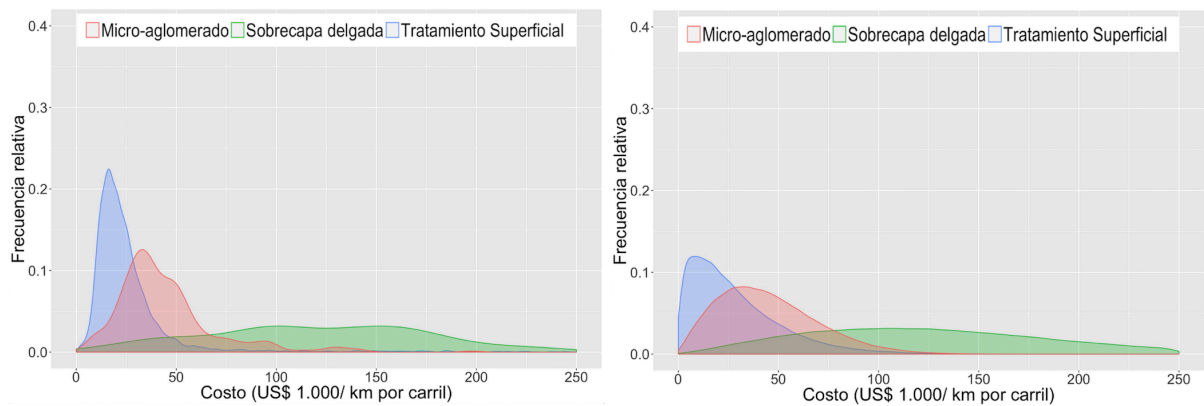 0.4
Micro-aglomerado Sobrecapa delgada Tratamiento Superficial
0.3
0.2
0.1
0.0
Frecuencia relativa
0 50 100 150 200 250
Costo (US$ 1.000/ km por carril)
0.4
Micro-aglomerado Sobrecapa delgada Tratamiento Superficial
0.3
0.2
0.1
0.0
Frecuencia relativa
0 50 100 150 200 250
Costo (US$ 1.000/ km por carril)